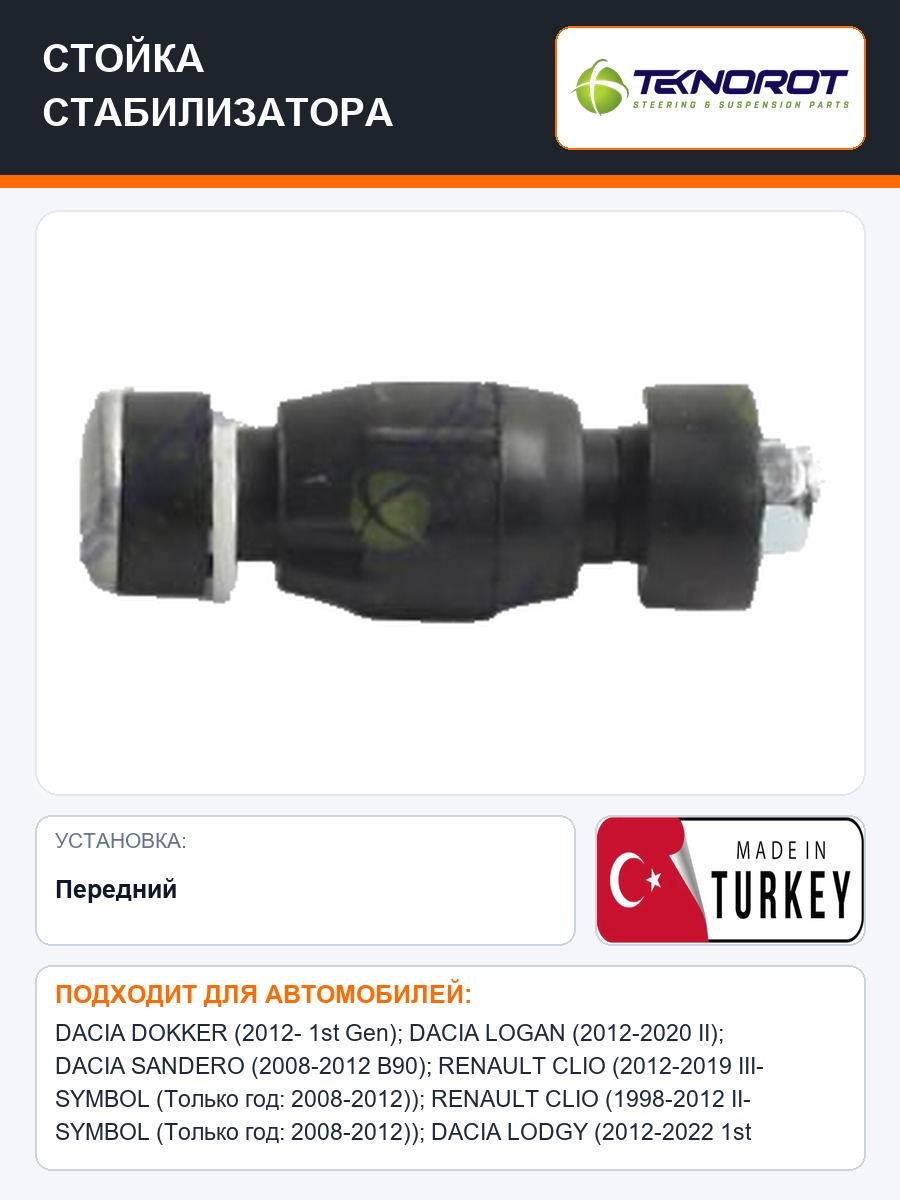 СТОЙКА
СТАБИЛИЗАТОРА
TEKNOROT
STEERING & SUSPENSION PARTS
УСТАНОВКА:
Передний
MADE IN
TURKEY
ПОДХОДИТ ДЛЯ АВТОМОБИЛЕЙ:
DACIA DOKKER (2012- 1st Gen); DACIA LOGAN (2012-2020 II);
DACIA SANDERO (2008-2012 B90); RENAULT CLIO (2012-2019 III-
SYMBOL (Только год: 2008-2012)); RENAULT CLIO (1998-2012 II-
SYMBOL (Только год: 2008-2012)); DACIA LODGY (2012-2022 1st